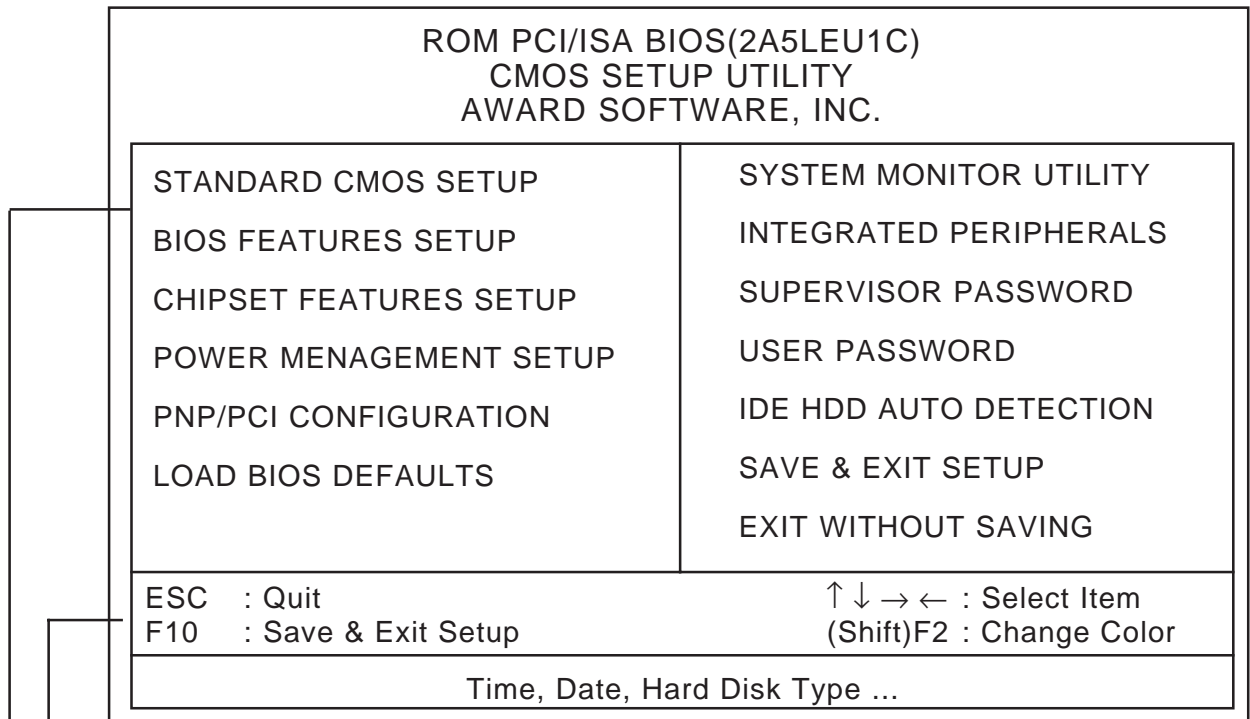 ROM PCI/ISA BIOS(2A5LEU1C)
CMOS SETUP UTILITY
AWARD SOFTWARE, INC.
STANDARD CMOS SETUP
BIOS FEATURES SETUP
CHIPSET FEATURES SETUP
POWER MENAGEMENT SETUP
PNP/PCI CONFIGURATION
LOAD BIOS DEFAULTS
SYSTEM MONITOR UTILITY
INTEGRATED PERIPHERALS
SUPERVISOR PASSWORD
USER PASSWORD
IDE HDD AUTO DETECTION
SAVE & EXIT SETUP
EXIT WITHOUT SAVING
ESC : Quit
F10 : Save & Exit Setup
↑ ↓ → ← : Select Item
(Shift)F2 : Change Color
Time, Date, Hard Disk Type ...